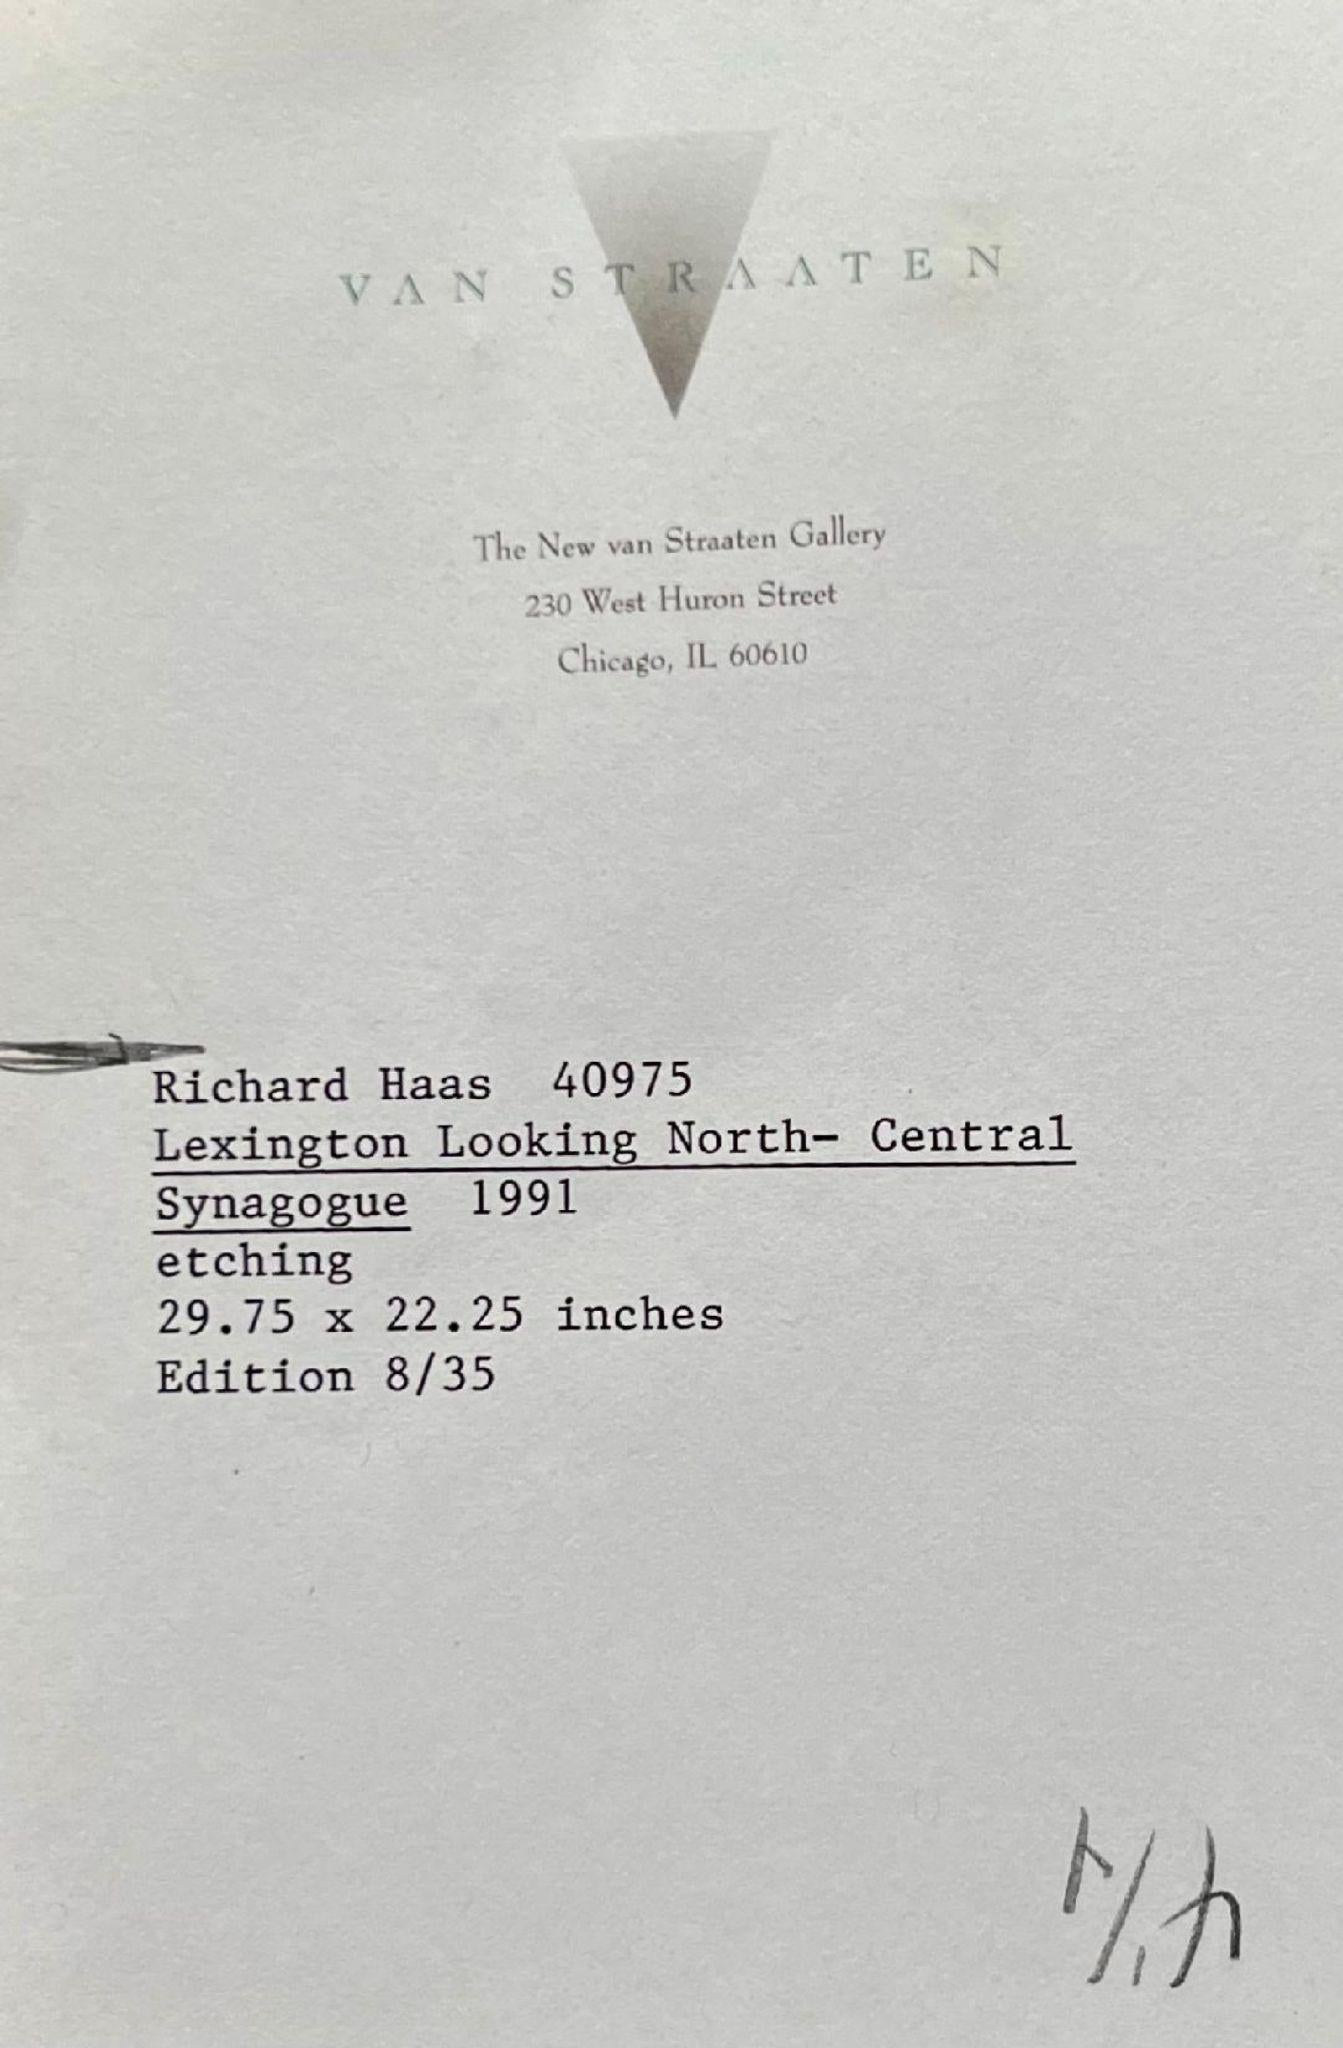 VAN STRAATEN
The New van Straaten Gallery
230 West Huron Street
Chicago, IL 60610
Richard Haas 40975
Lexington Looking North- Central
Synagogue 1991
etching
29.75 x 22.25 inches
Edition 8/35